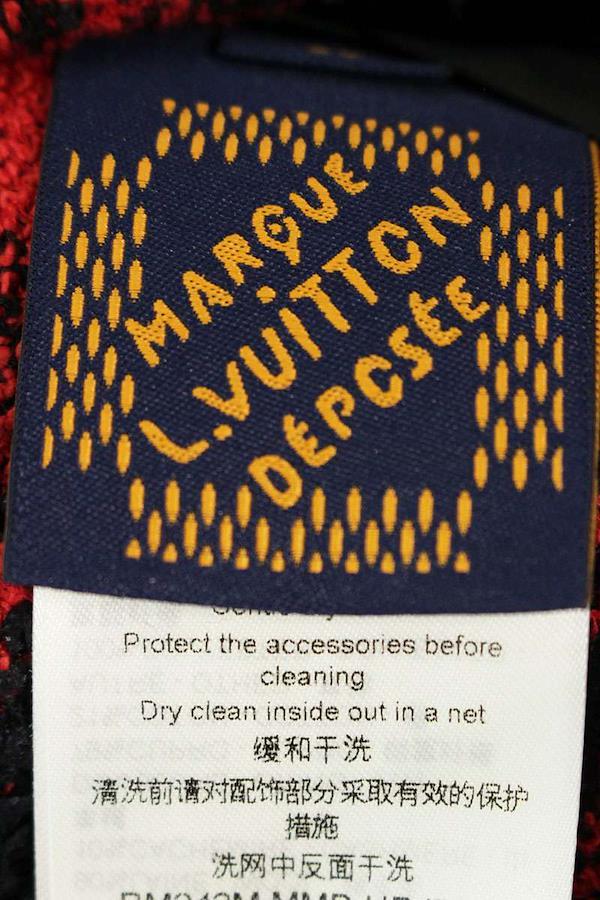 MARQUE
L.VUITTON
DÉPOSÉE
Protect the accessories before
cleaning
Dry clean inside out in a net
缓和干洗
清洗前请对配饰部分采取有效的保护
措施
洗网中反面干洗